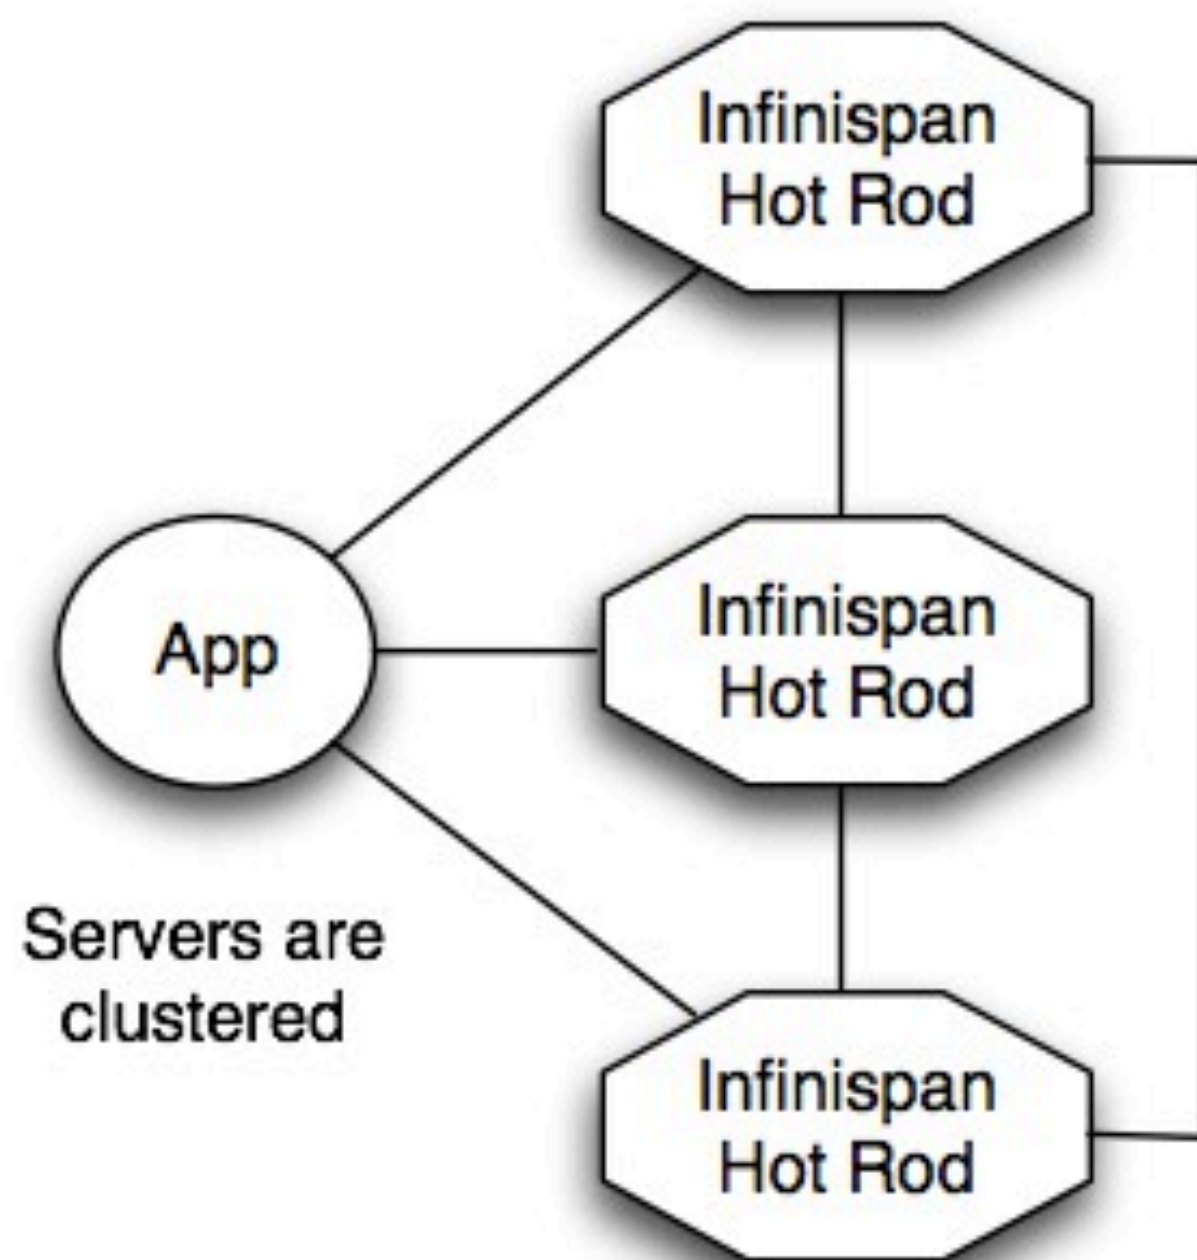 Infinispan
Hot Rod
App
Infinispan
Hot Rod
Servers are
clustered
Infinispan
Hot Rod